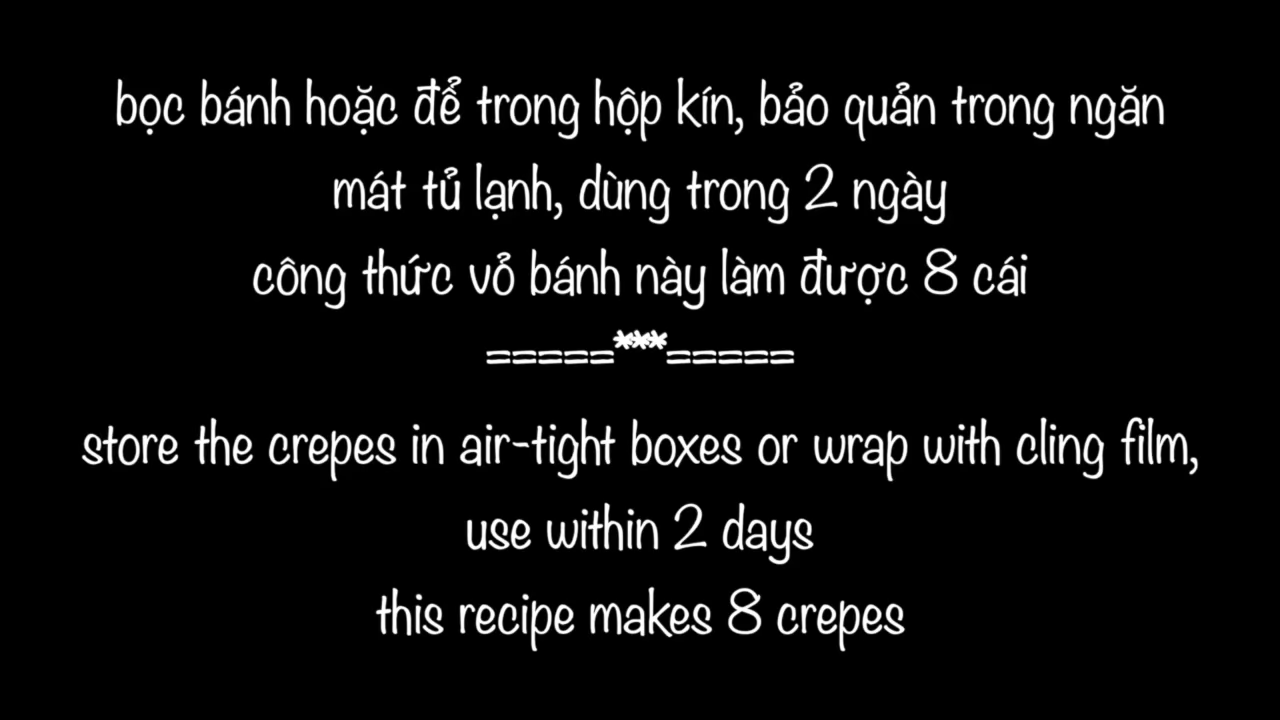 bọc bánh hoặc để trong hộp kín, bảo quản trong ngăn
mát tủ lạnh, dùng trong 2 ngày
công thức vỏ bánh này làm được 8 cái
=====***=====
store the crepes in air-tight boxes or wrap with cling film,
use within 2 days
this recipe makes 8 crepes